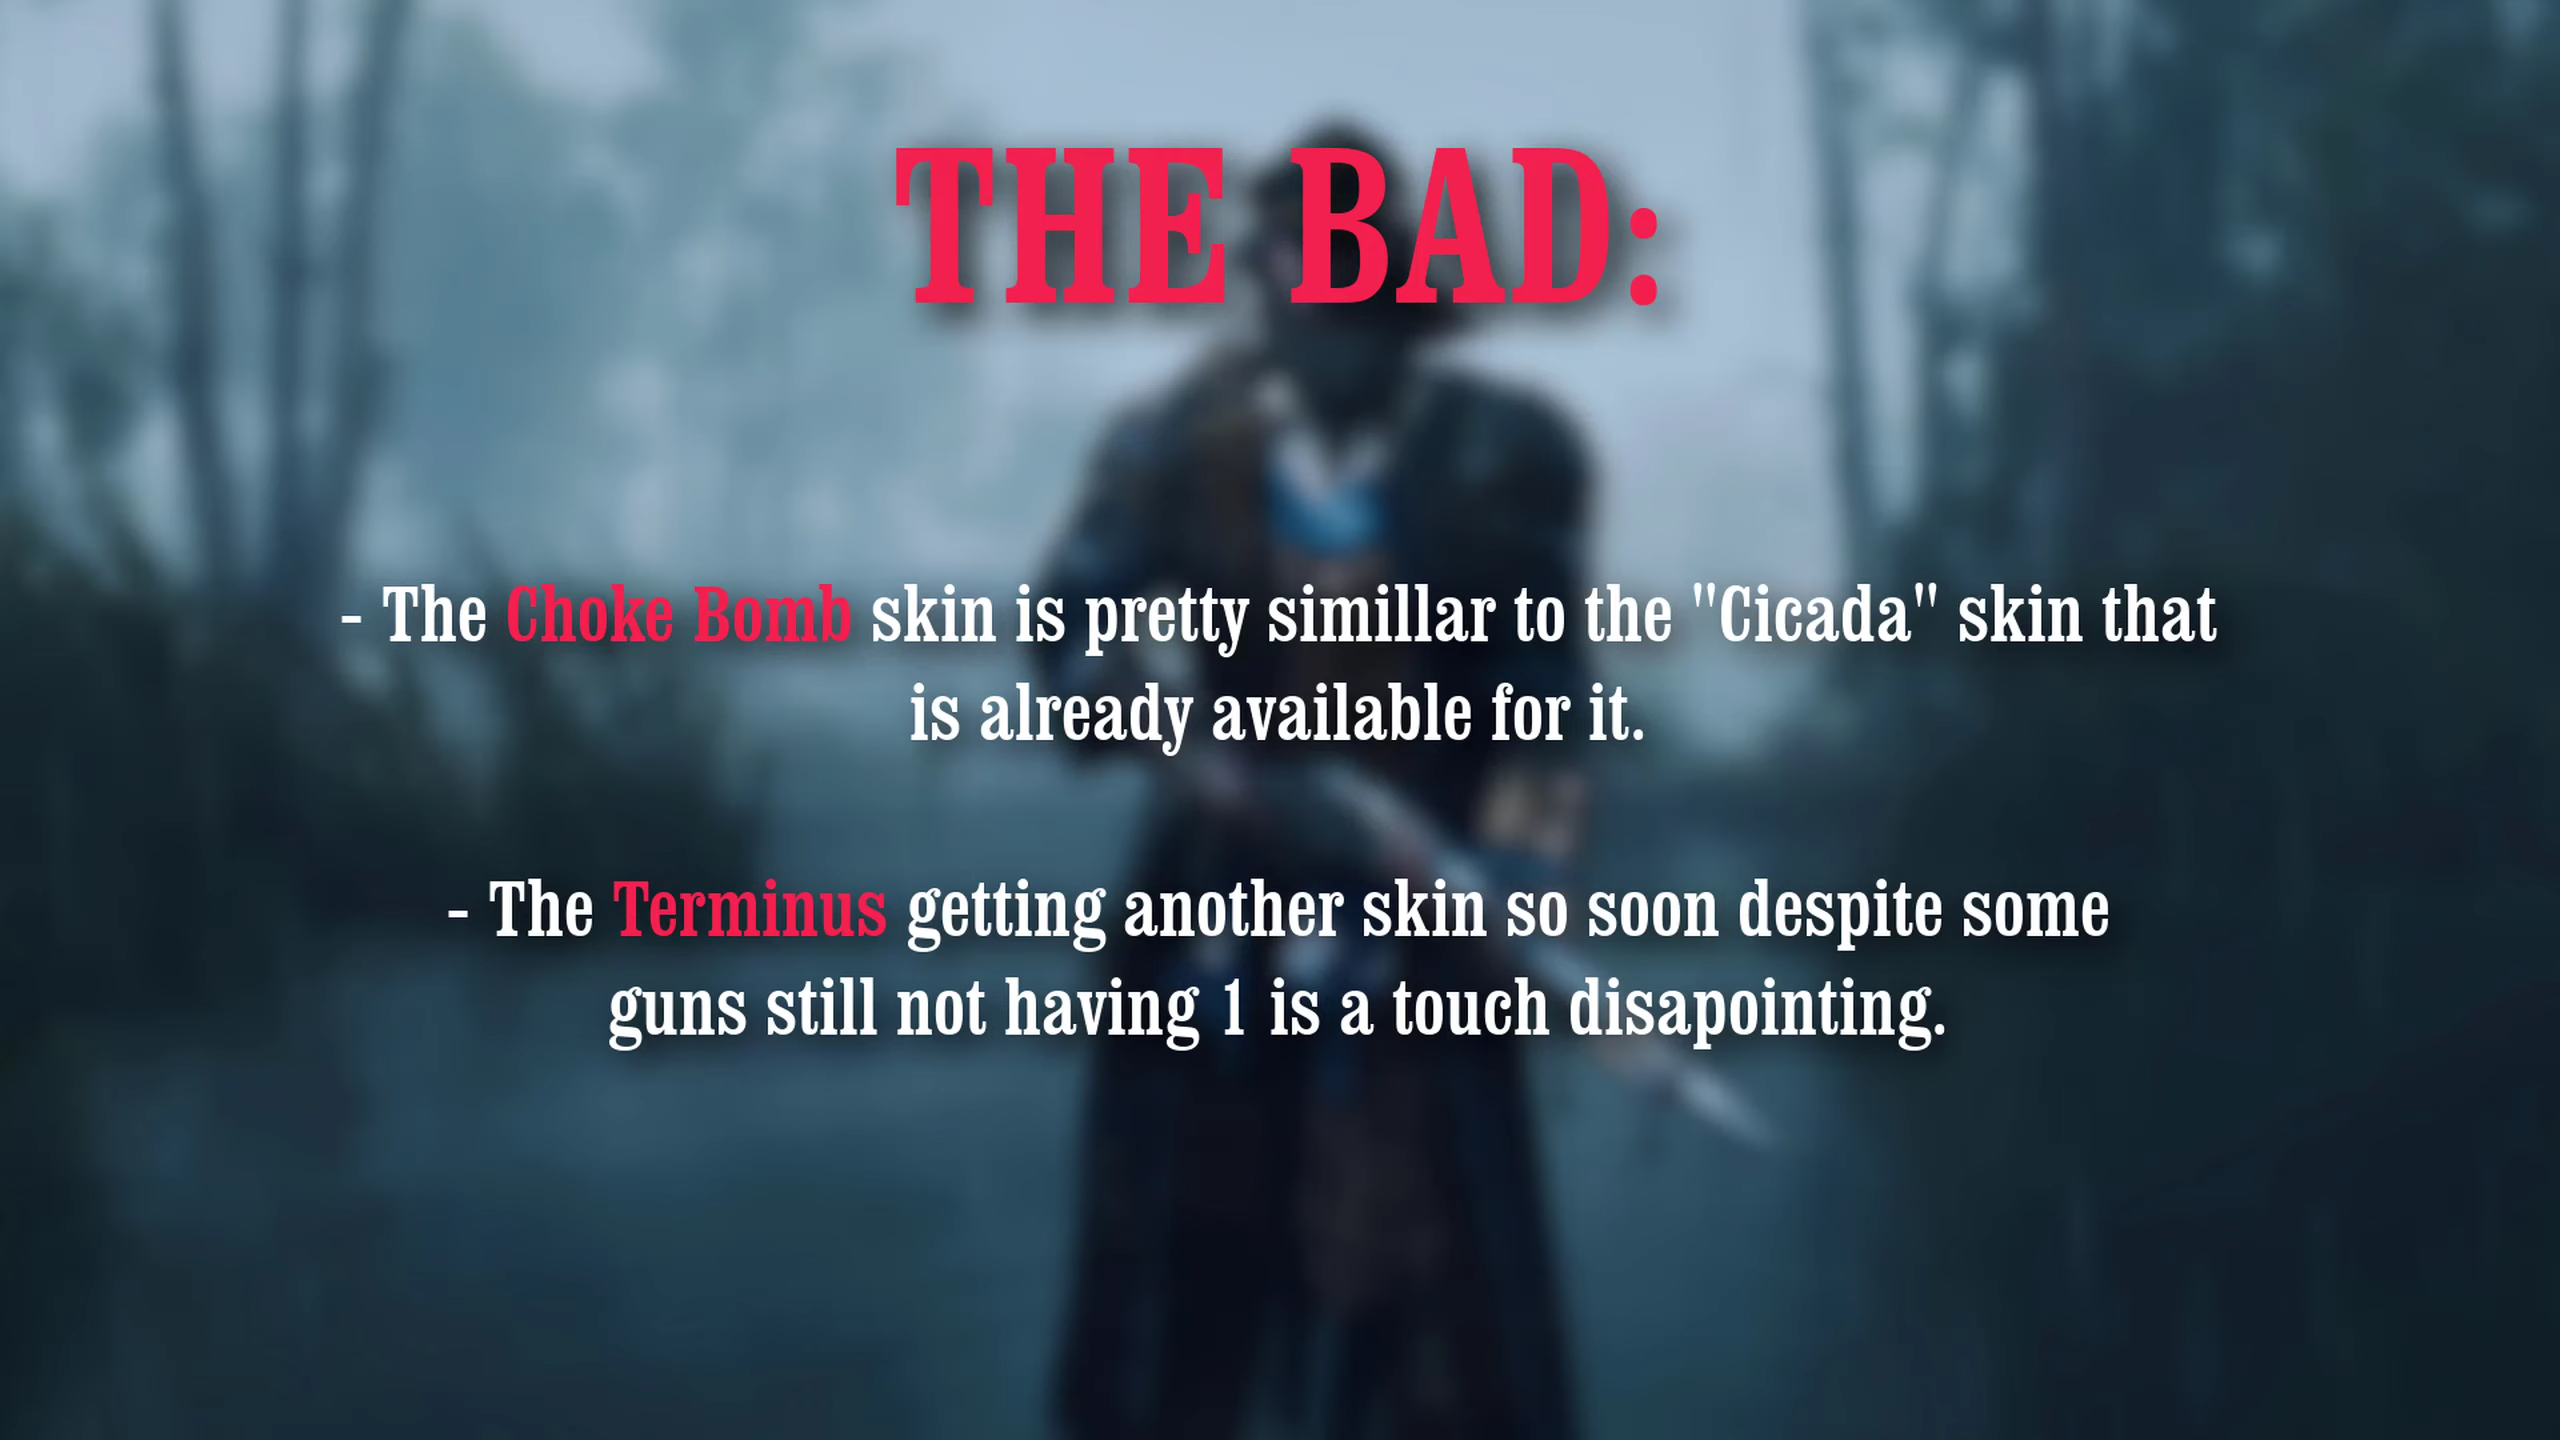 THE BAD:
- The Choke Bomb skin is pretty simillar to the "Cicada" skin that
is already available for it.
- The Terminus getting another skin so soon despite some
guns still not having 1 is a touch disapointing.